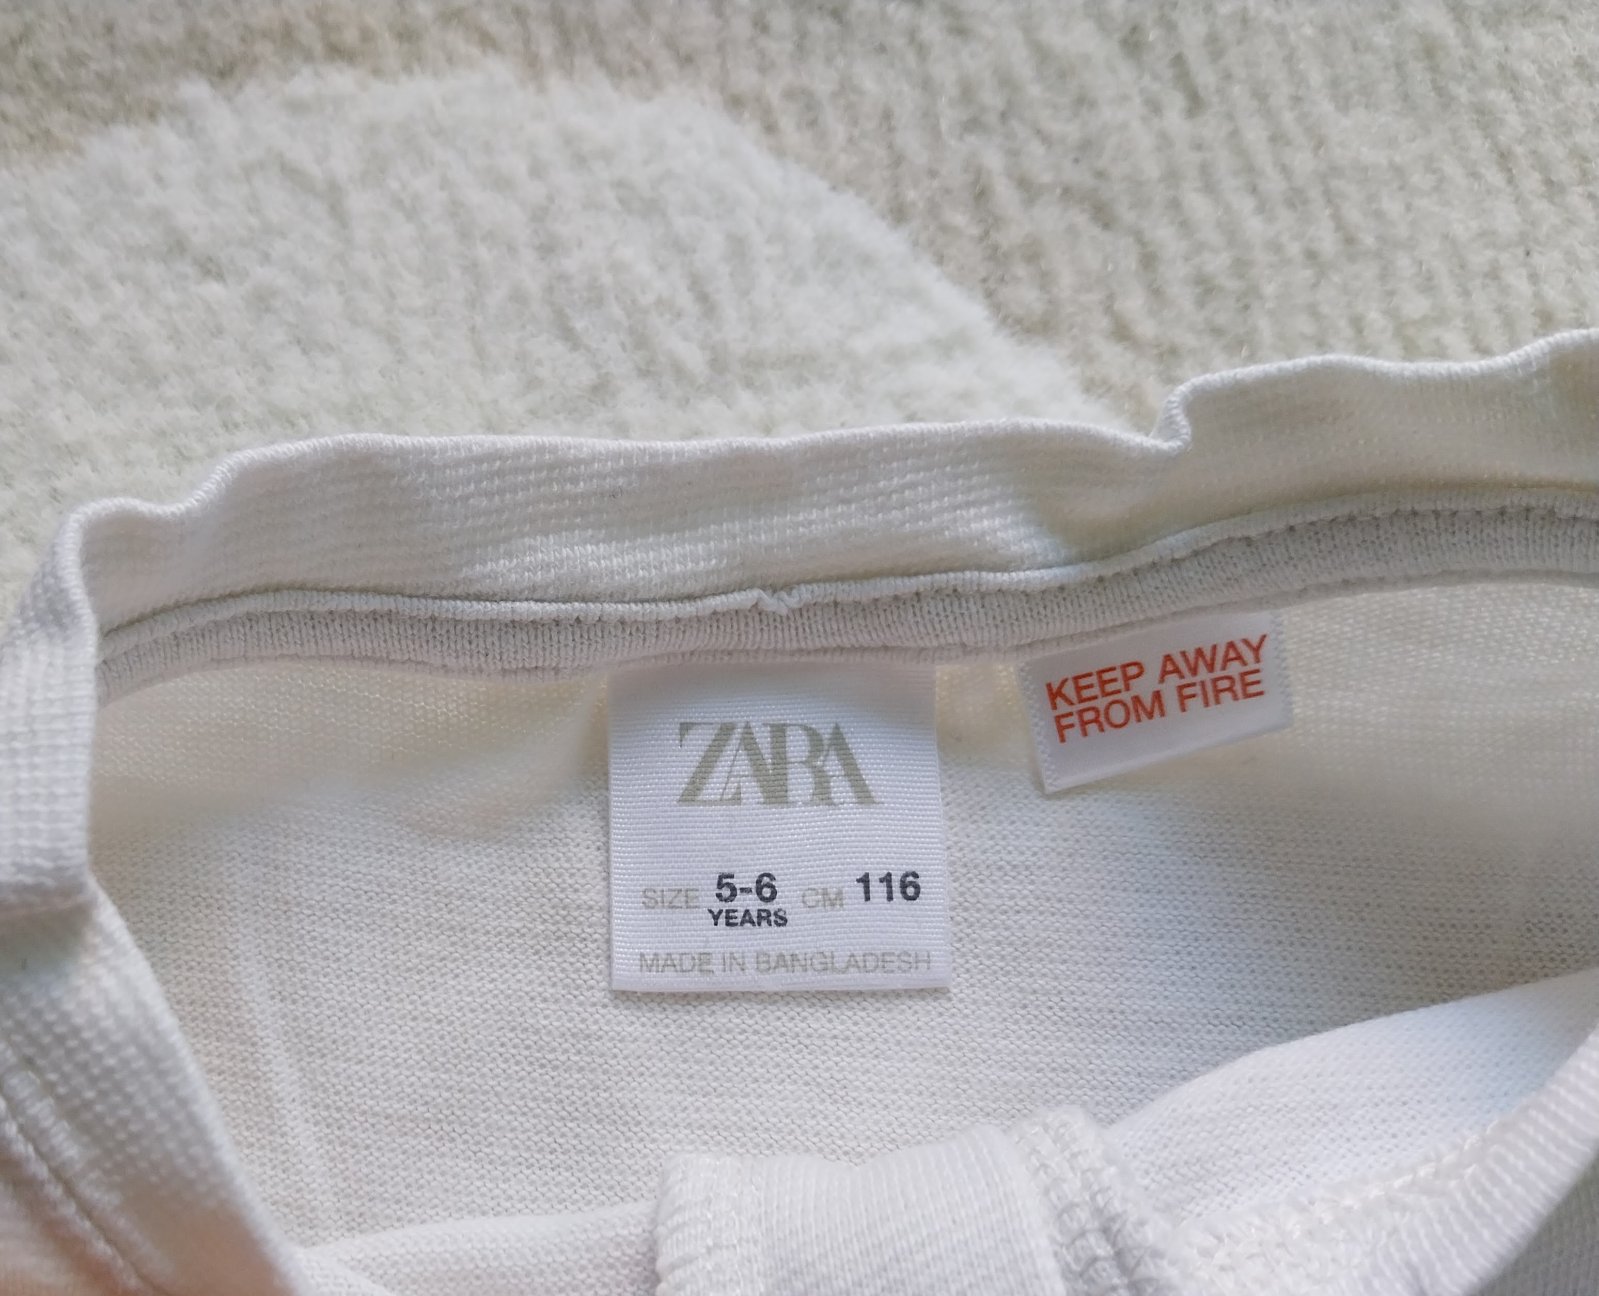 ZARA
SIZE 5-6 CM 116
YEARS
MADE IN BANGLADESH
KEEP AWAY
FROM FIRE